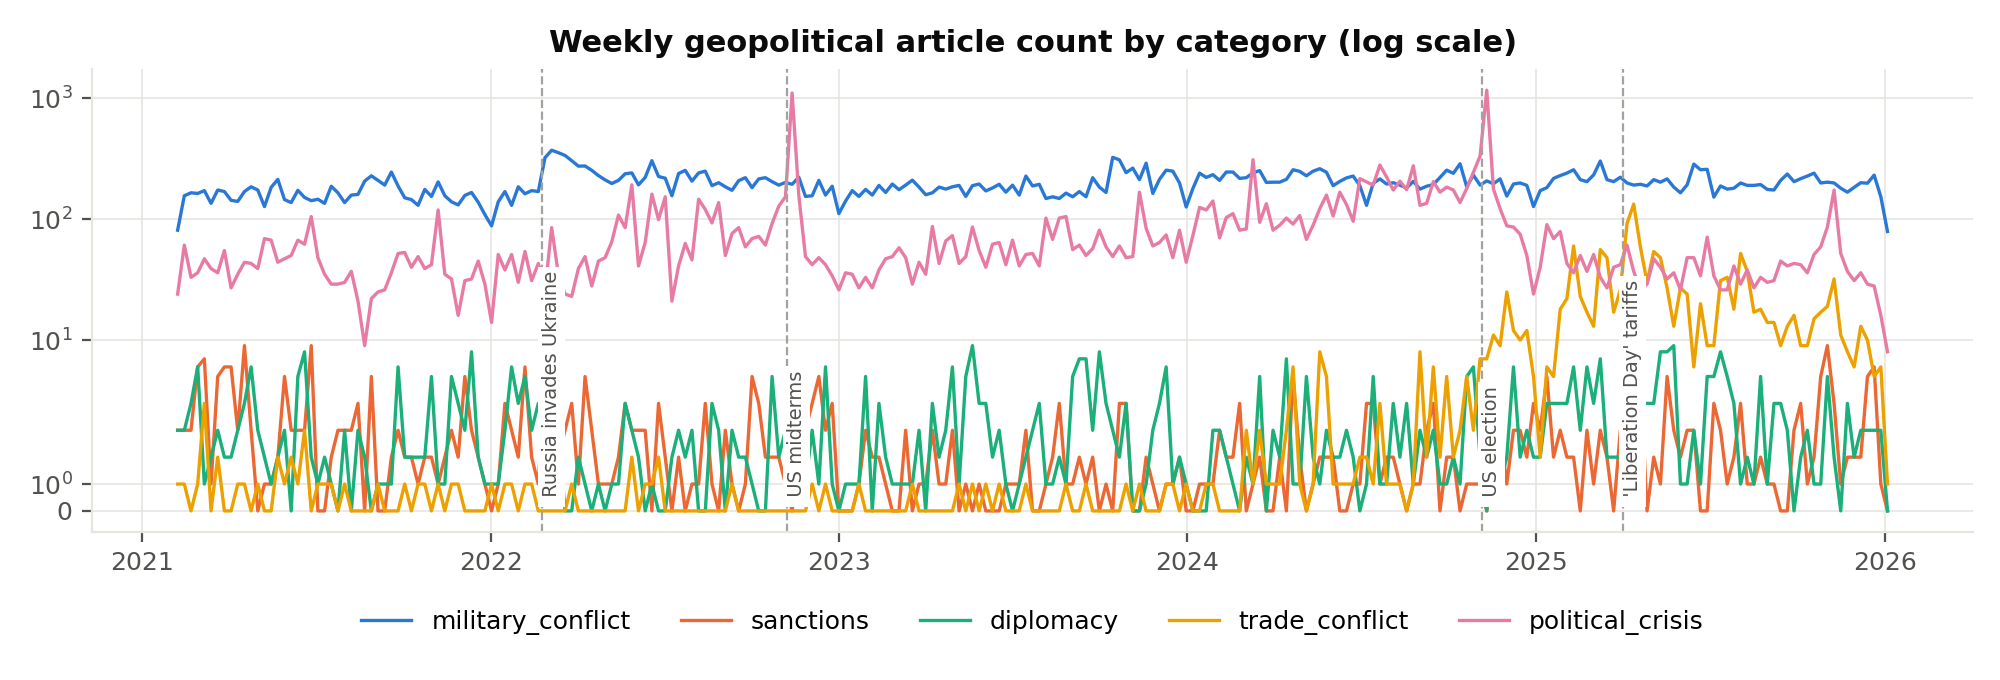 Weekly geopolitical article count by category (log scale)
10³
10²
10¹
10⁰
0
Russia invades Ukraine
US midterms
US election
'Liberation Day' tariffs
2021 2022 2023 2024 2025 2026
military_conflict sanctions diplomacy trade_conflict political_crisis